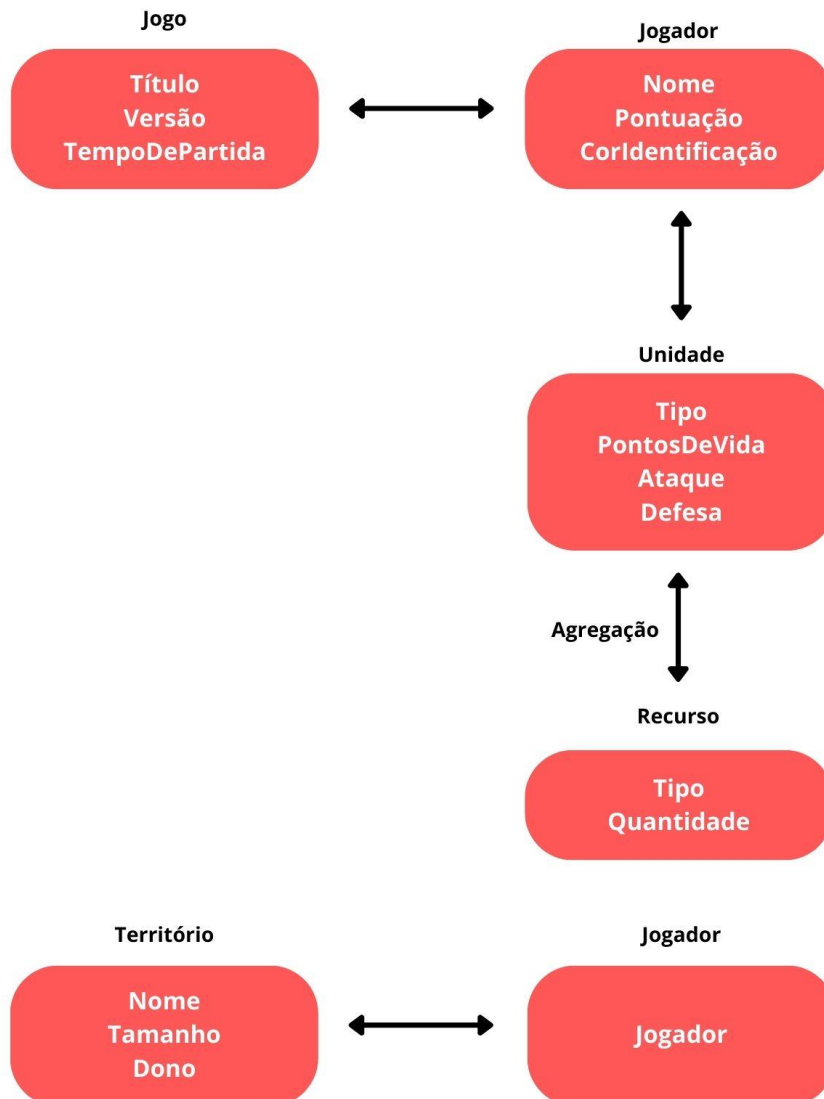 Jogo
Título
Versão
TempoDePartida
Jogador
Nome
Pontuação
CorIdentificação
Unidade
Tipo
PontosDeVida
Ataque
Defesa
Agregação
Recurso
Tipo
Quantidade
Território
Nome
Tamanho
Dono
Jogador
Jogador